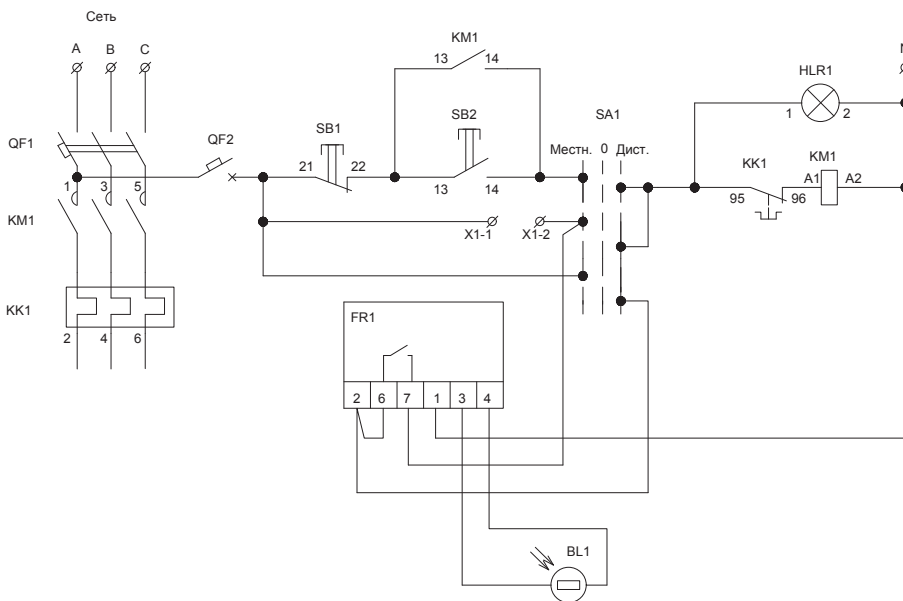 Сеть
A B C
QF1
1 3 5
KM1
KK1
2 4 6
QF2
SB1
21 22
KM1
13 14
SB2
13 14
X1-1 X1-2
SA1
Местн. 0 Дист.
HLR1
1 2
KK1
95 96
KM1
A1 A2
FR1
2 6 7 1 3 4
BL1